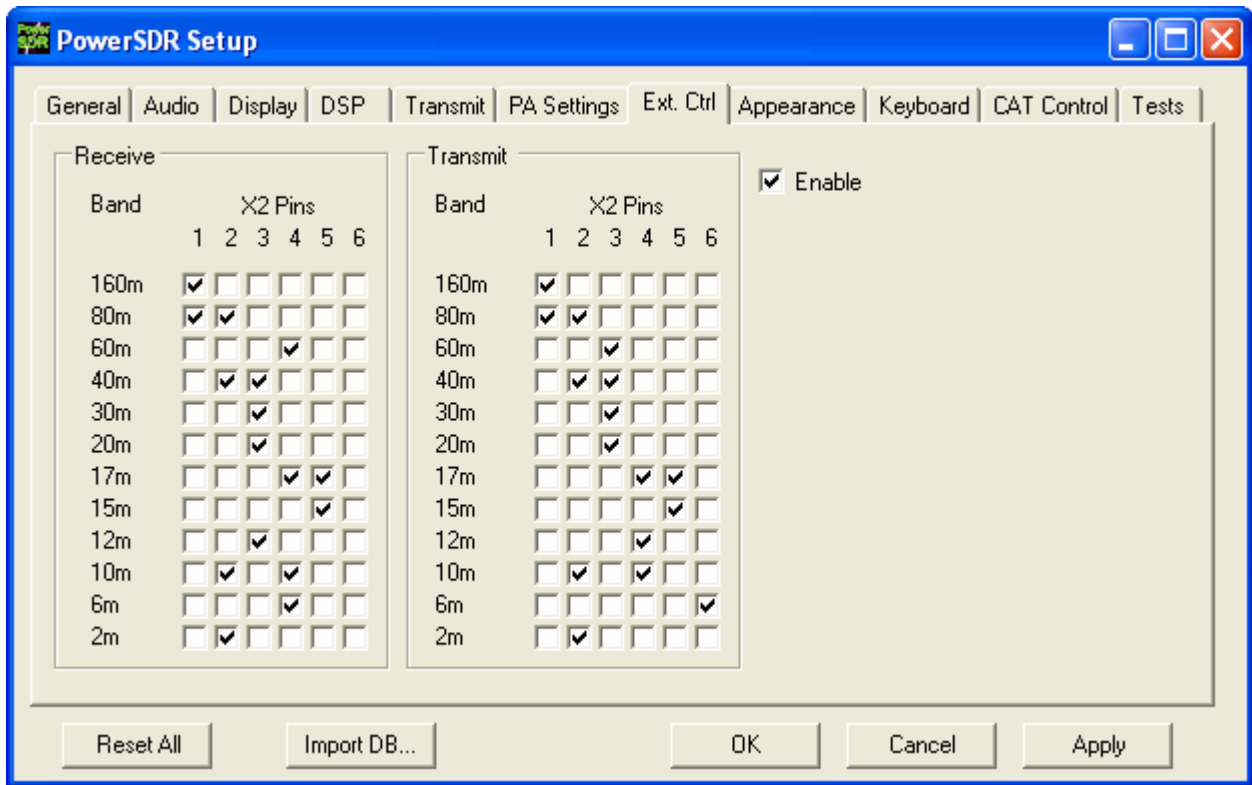 PowerSDR Setup
General Audio Display DSP Transmit PA Settings Ext. Ctrl Appearance Keyboard CAT Control Tests
Receive
Band X2 Pins
1 2 3 4 5 6
160m
80m
60m
40m
30m
20m
17m
15m
12m
10m
6m
2m
Transmit
Band X2 Pins
1 2 3 4 5 6
160m
80m
60m
40m
30m
20m
17m
15m
12m
10m
6m
2m
Enable
Reset All Import DB... OK Cancel Apply